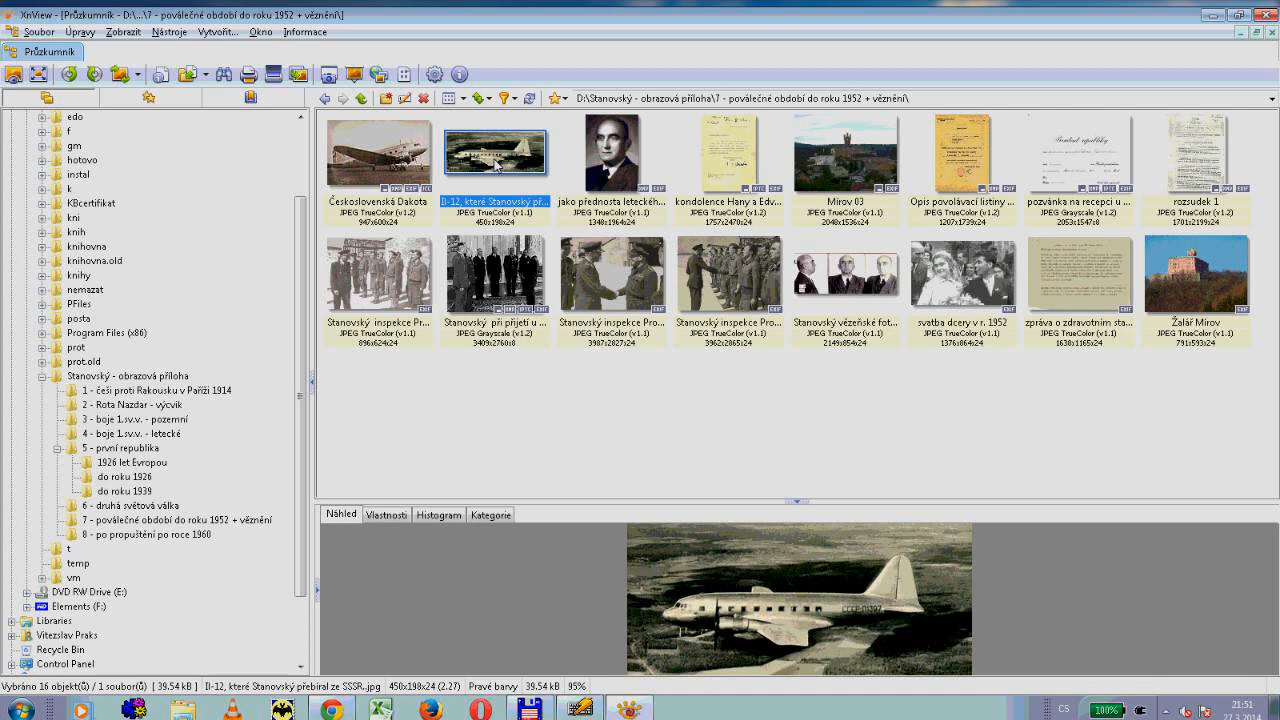 XnView - [Průzkumník - D:\...\7 - poválečné období do roku 1952 + věznění\]
Soubor Úpravy Zobrazit Nástroje Vytvořit... Okno Informace
Průzkumník
D:\Stanovský - obrazová příloha\7 - poválečné období do roku 1952 + věznění\
edo
f
gm
hotovo
instal
k
KBcertifikat
kni
knih
knihovna
knihovna.old
knihy
nemazat
PFiles
posta
Program Files (x86)
prot
prot.old
Stanovský - obrazová příloha
1 - češi proti Rakousku v Paříži 1914
2 - Rota Nazdar - výcvik
3 - boje 1.sv.v. - pozemní
4 - boje 1.sv.v. - letecké
5 - první republika
1926 let Evropou
do roku 1926
do roku 1939
6 - druhá světová válka
7 - poválečné období do roku 1952 + věznění
8 - po propuštění po roce 1960
t
temp
vm
DVD RW Drive (E:)
Elements (F:)
Libraries
Vitezslav Praks
Recycle Bin
Control Panel
Československá Dakota
JPEG TrueColor (v1.2)
947x600x24
Il-12, které Stanovský př...
JPEG TrueColor (v1.1)
450x198x24
jako přednosta leteckéh...
JPEG TrueColor (v1.1)
1348x1964x24
kondolence Hany a Edv...
JPEG TrueColor (v1.2)
1757x2470x24
Mírov 03
JPEG TrueColor (v1.1)
2048x1536x24
Opis povolávací listiny ...
JPEG TrueColor (v1.2)
1207x1739x24
pozvánka na recepci u ...
JPEG Grayscale (v1.2)
2053x1547x8
rozsudek 1
JPEG TrueColor (v1.2)
1701x2199x24
Stanovský inspekce Pr...
JPEG TrueColor (v1.1)
896x624x24
Stanovský při přijetí u ...
JPEG Grayscale (v1.2)
3409x2760x8
Stanovský inspekce Pro...
JPEG TrueColor (v1.1)
3987x2827x24
Stanovský inspekce Pro...
JPEG TrueColor (v1.1)
3962x2865x24
Stanovský vězeňské fot...
JPEG TrueColor (v1.1)
2149x854x24
svatba dcery v r. 1952
JPEG TrueColor (v1.1)
1376x864x24
zpráva o zdravotním sta...
JPEG TrueColor (v1.1)
1638x1165x24
Žalář Mírov
JPEG TrueColor (v1.1)
791x593x24
Náhled Vlastnosti Histogram Kategorie
Vybráno 16 objekt(ů) / 1 soubor(ů) [ 39.54 kB ] Il-12, které Stanovský přebíral ze SSSR..jpg 450x198x24 (2.27) Pravé barvy 39.54 kB 95%
CS 100% 21:51
27.3.2014